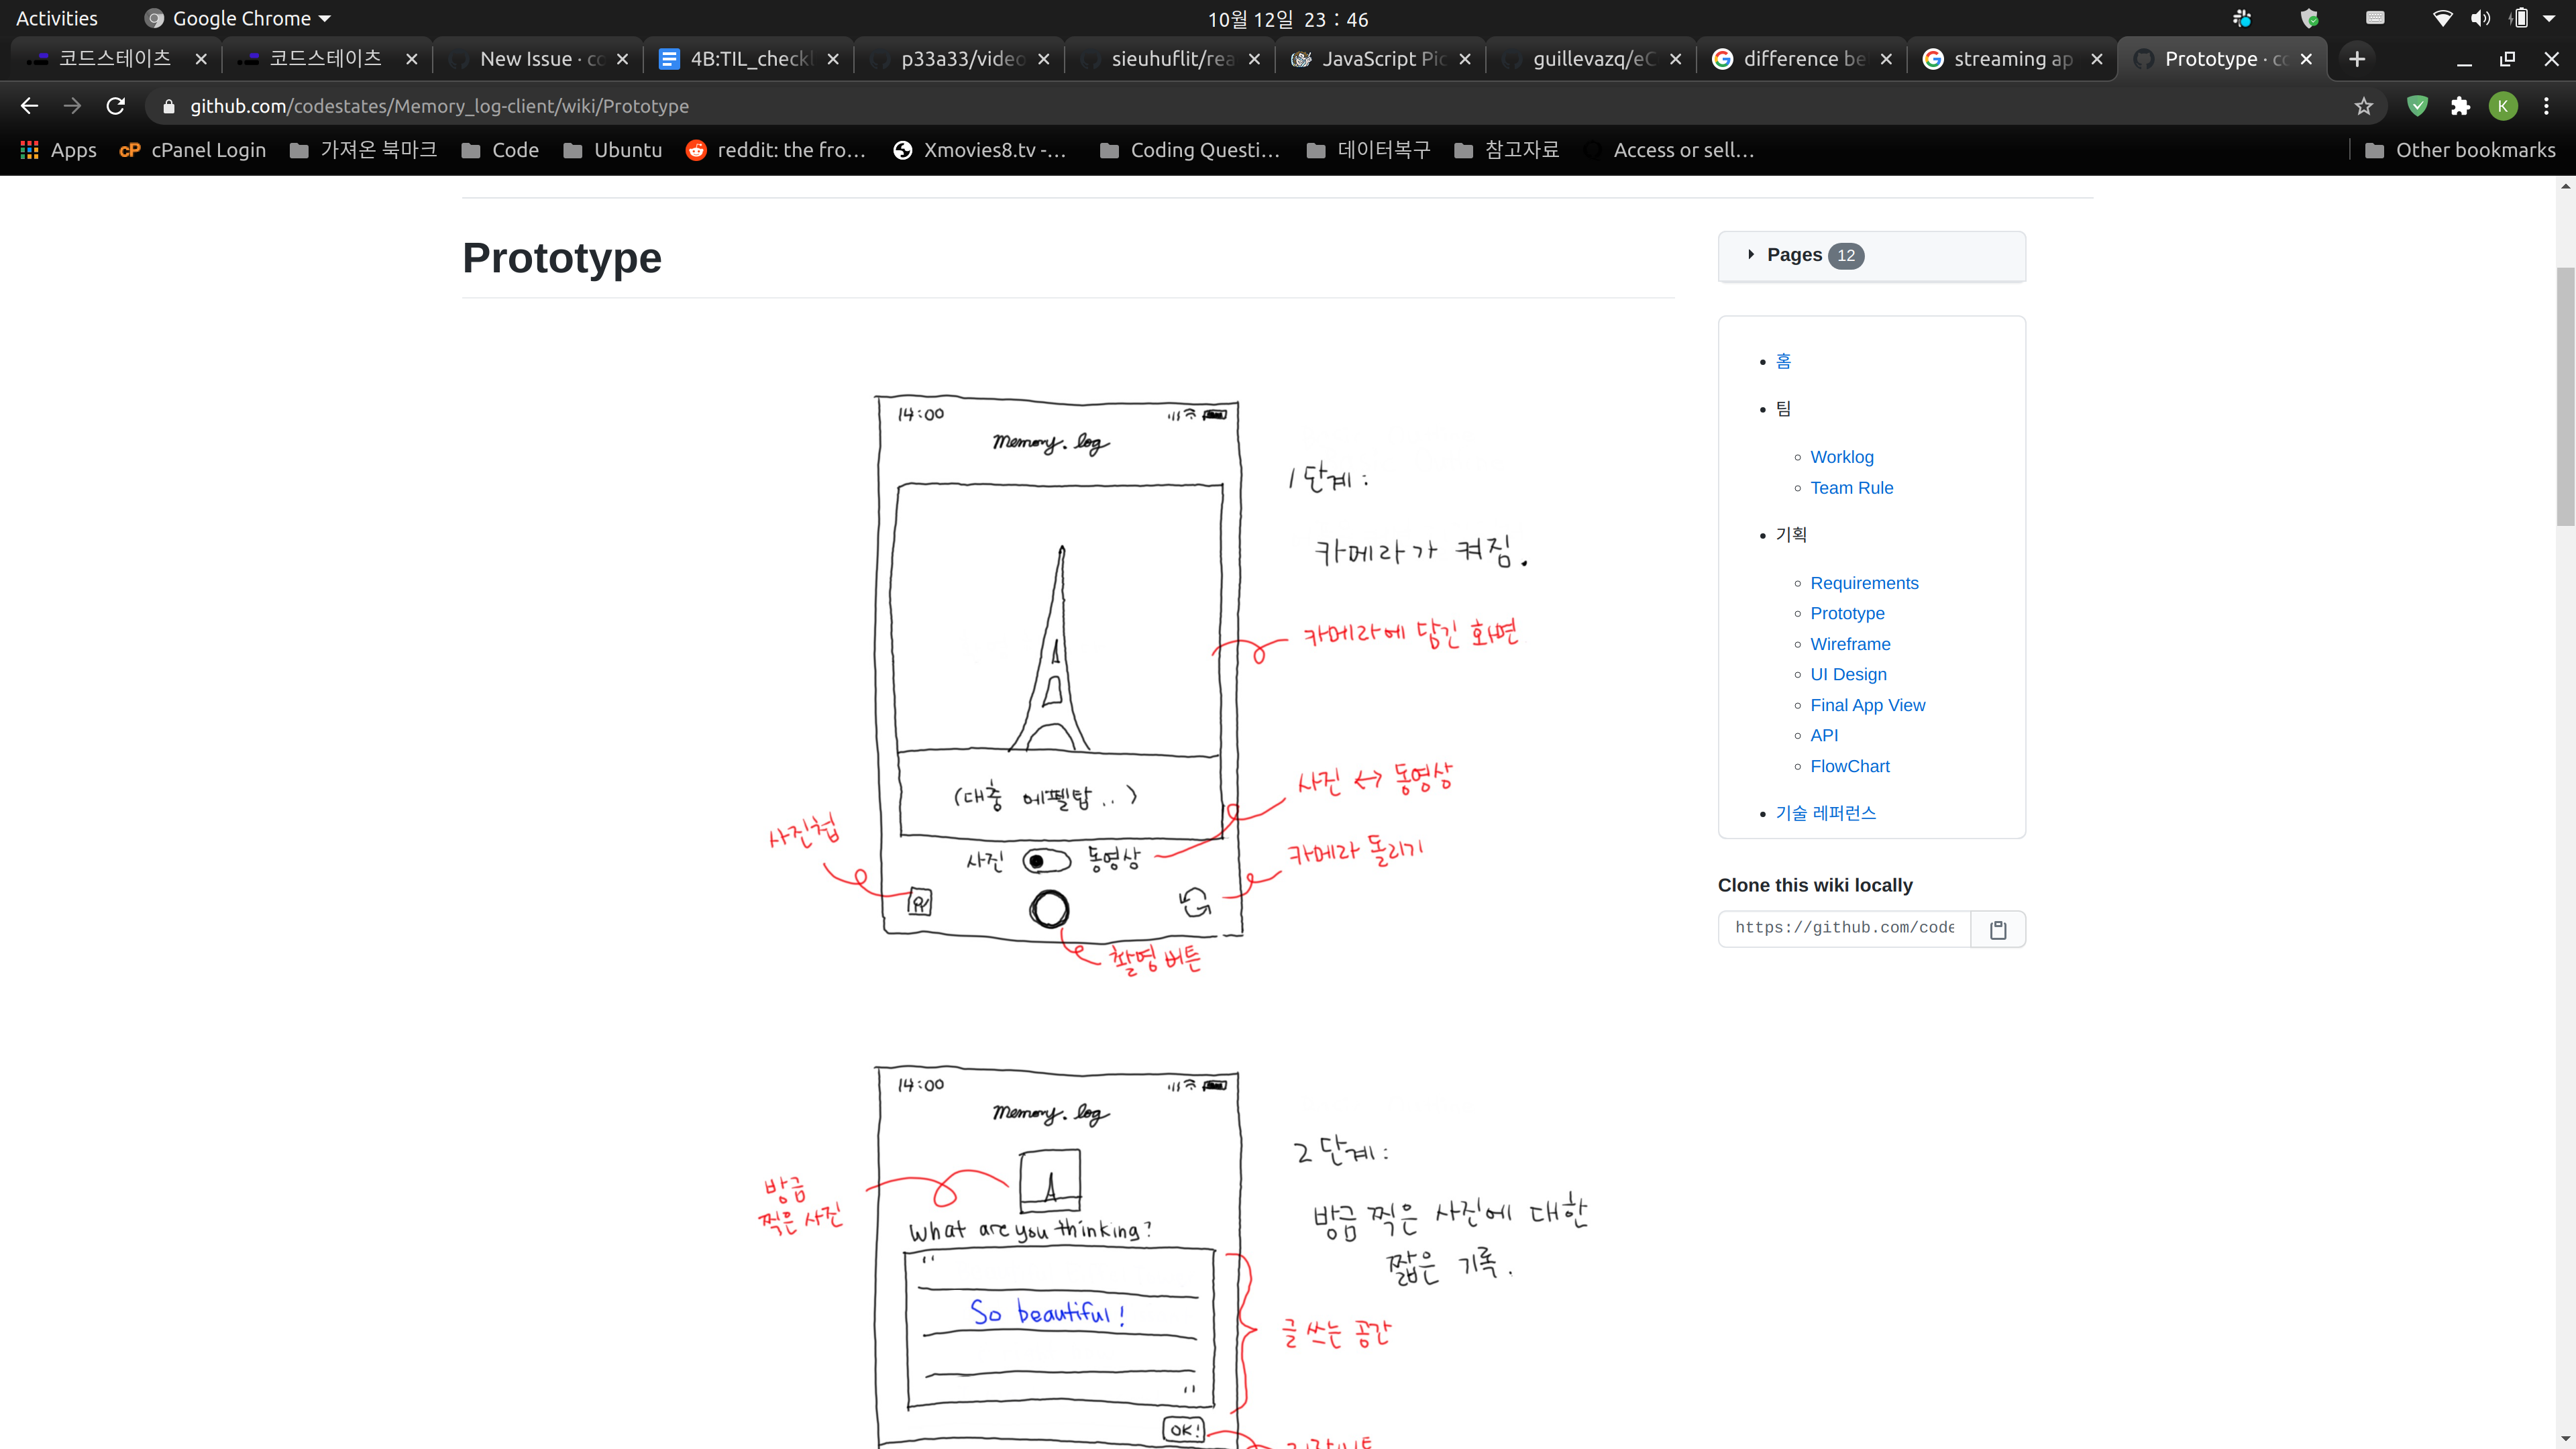 Activities
Google Chrome
10월 12일 23 : 46
코드스테이츠
코드스테이츠
New Issue · co
4B:TIL_checkl
p33a33/video
sieuhuflit/rea
JavaScript Pic
guillevazq/eC
difference be
streaming ap
Prototype · co
github.com/codestates/Memory_log-client/wiki/Prototype
K
Apps
cP cPanel Login
가져온 북마크
Code
Ubuntu
reddit: the fro...
Xmovies8.tv -...
Coding Questi...
데이터복구
참고자료
Access or sell...
Other bookmarks
Prototype
14:00
Memory. log
1단계:
카메라가 켜짐.
카메라에 담긴 화면
(대충 에펠탑..)
사진 <-> 동영상
사진첩
사진
동영상
카메라 돌리기
촬영 버튼
14:00
Memory. log
2단계:
방금
찍은 사진
방금 찍은 사진에 대한
짧은 기록.
What are you thinking?
"
So beautiful!
"
글 쓰는 공간
OK!
Pages 12
홈
팀
Worklog
Team Rule
기획
Requirements
Prototype
Wireframe
UI Design
Final App View
API
FlowChart
기술 레퍼런스
Clone this wiki locally
https://github.com/code